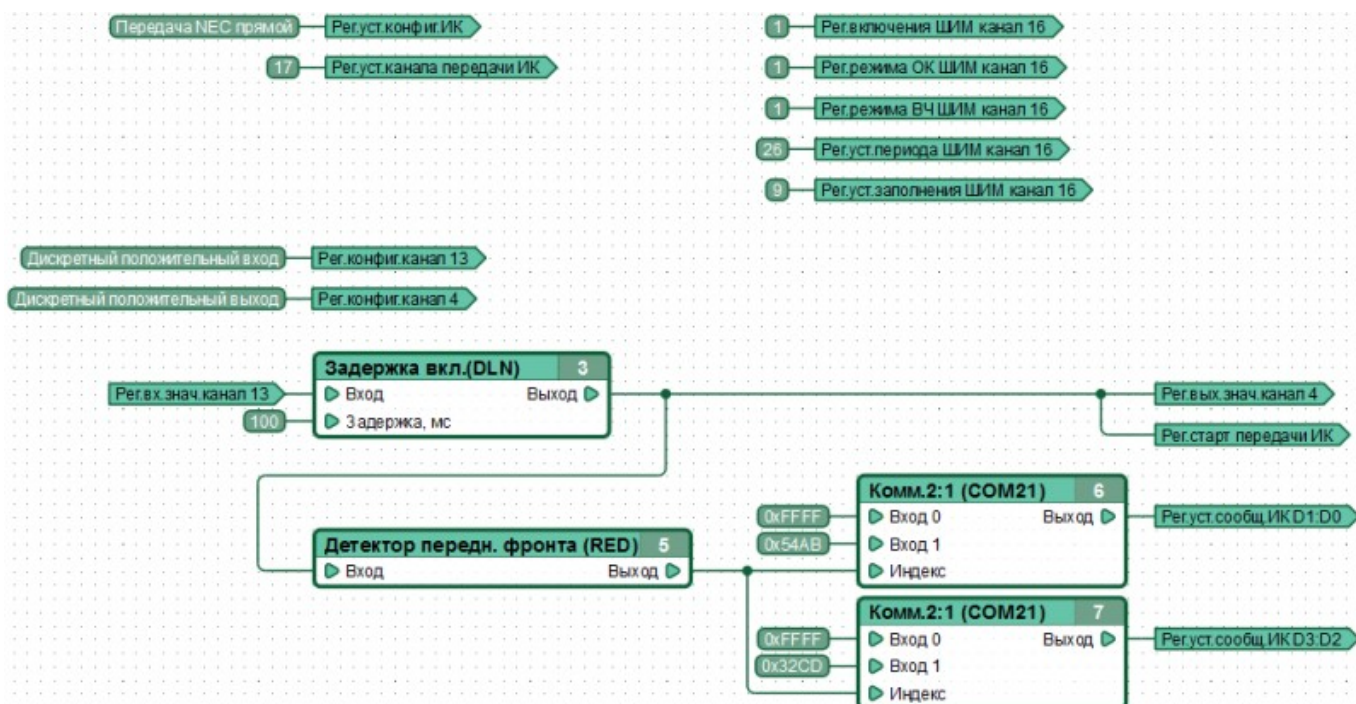 Передача NEC прямой
Рег.уст.конфиг.ИК
17
Рег.уст.канала передачи ИК
1
Рег.включения ШИМ канал 16
1
Рег.режима ОК ШИМ канал 16
1
Рег.режима ВЧ ШИМ канал 16
26
Рег.уст.периода ШИМ канал 16
9
Рег.уст.заполнения ШИМ канал 16
Дискретный положительный вход
Рег.конфиг.канал 13
Дискретный положительный выход
Рег.конфиг.канал 4
Задержка вкл.(DLN) 3
Рег.вх.знач.канал 13
Вход Выход
100
Задержка, мс
Рег.вых.знач.канал 4
Рег.старт передачи ИК
Детектор передн. фронта (RED) 5
Вход Выход
Комм.2:1 (COM21) 6
0xFFFF
Вход 0 Выход
Рег.уст.сообщ.ИК D1:D0
0x54AB
Вход 1
Индекс
Комм.2:1 (COM21) 7
0xFFFF
Вход 0 Выход
Рег.уст.сообщ.ИК D3:D2
0x32CD
Вход 1
Индекс